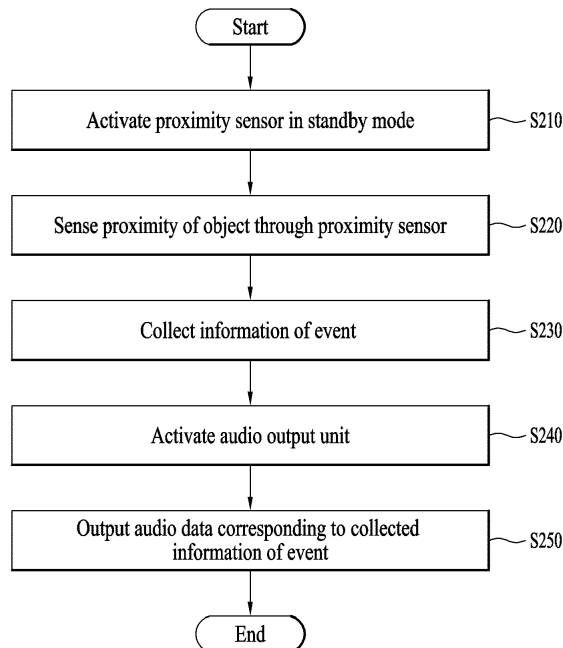 Start
Activate proximity sensor in standby mode
S210
Sense proximity of object through proximity sensor
S220
Collect information of event
S230
Activate audio output unit
S240
Output audio data corresponding to collected
information of event
S250
End